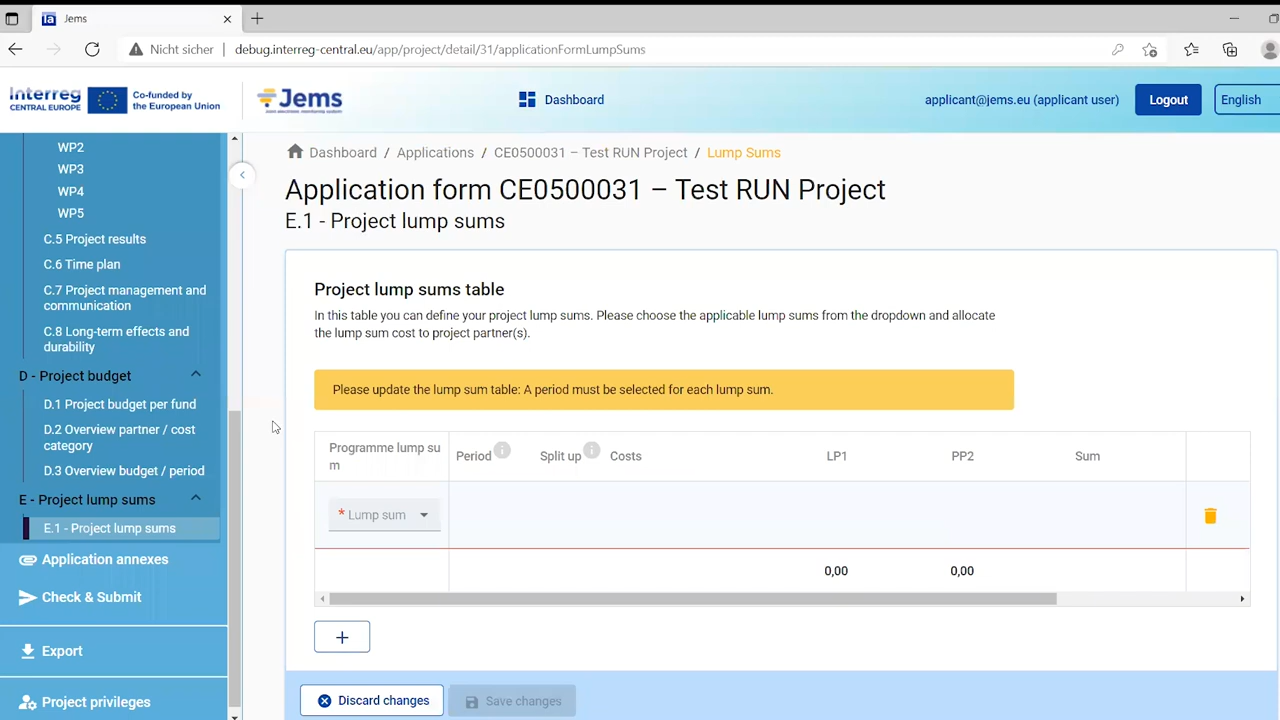 Jems
Nicht sicher
debug.interreg-central.eu/app/project/detail/31/applicationFormLumpSums
Interreg
CENTRAL EUROPE
Co-funded by
the European Union
Jems
Dashboard
applicant@jems.eu (applicant user)
Logout
English
WP2
WP3
WP4
WP5
C.5 Project results
C.6 Time plan
C.7 Project management and
communication
C.8 Long-term effects and
durability
D - Project budget
D.1 Project budget per fund
D.2 Overview partner / cost
category
D.3 Overview budget / period
E - Project lump sums
E.1 - Project lump sums
Application annexes
Check & Submit
Export
Project privileges
Dashboard / Applications / CE0500031 – Test RUN Project / Lump Sums
Application form CE0500031 – Test RUN Project
E.1 - Project lump sums
Project lump sums table
In this table you can define your project lump sums. Please choose the applicable lump sums from the dropdown and allocate
the lump sum cost to project partner(s).
Please update the lump sum table: A period must be selected for each lump sum.
Programme lump su
m
Period
Split up
Costs
LP1
PP2
Sum
* Lump sum
0,00
0,00
+
Discard changes
Save changes